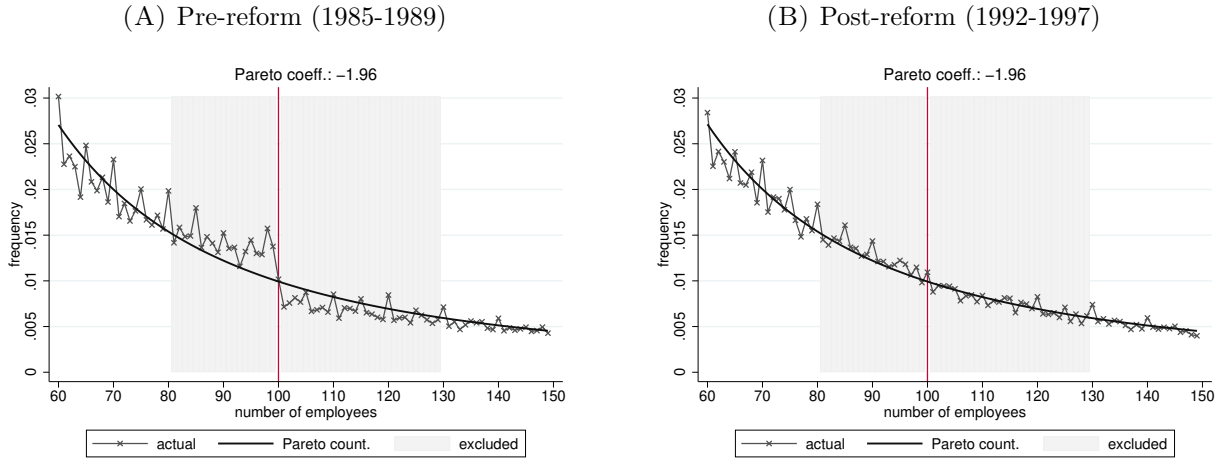 (A) Pre-reform (1985-1989)
Pareto coeff.: −1.96
frequency
.03
.025
.02
.015
.01
.005
0
60 70 80 90 100 110 120 130 140 150
number of employees
actual Pareto count. excluded
(B) Post-reform (1992-1997)
Pareto coeff.: −1.96
frequency
.03
.025
.02
.015
.01
.005
0
60 70 80 90 100 110 120 130 140 150
number of employees
actual Pareto count. excluded